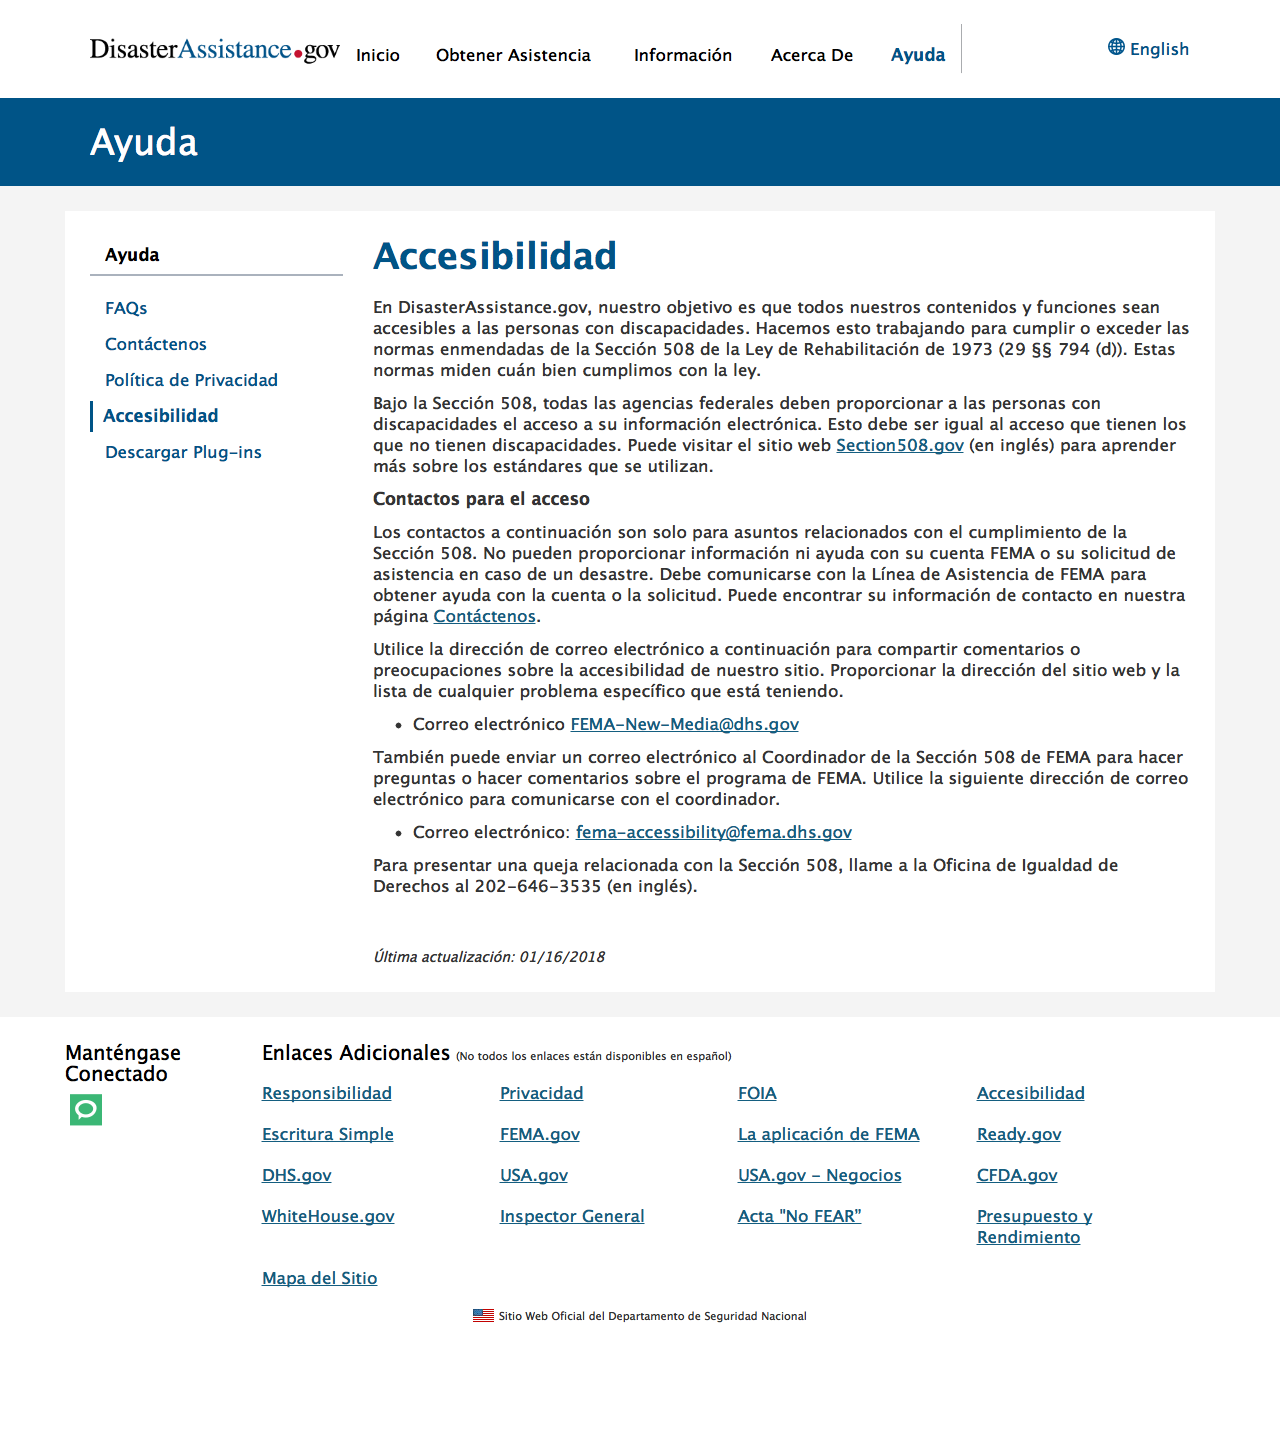 DisasterAssistance.gov
Inicio
Obtener Asistencia
Información
Acerca De
Ayuda
English
Ayuda
Ayuda
FAQs
Contáctenos
Política de Privacidad
Accesibilidad
Descargar Plug-ins
Accesibilidad
En DisasterAssistance.gov, nuestro objetivo es que todos nuestros contenidos y funciones sean
accesibles a las personas con discapacidades. Hacemos esto trabajando para cumplir o exceder las
normas enmendadas de la Sección 508 de la Ley de Rehabilitación de 1973 (29 §§ 794 (d)). Estas
normas miden cuán bien cumplimos con la ley.
Bajo la Sección 508, todas las agencias federales deben proporcionar a las personas con
discapacidades el acceso a su información electrónica. Esto debe ser igual al acceso que tienen los
que no tienen discapacidades. Puede visitar el sitio web Section508.gov (en inglés) para aprender
más sobre los estándares que se utilizan.
Contactos para el acceso
Los contactos a continuación son solo para asuntos relacionados con el cumplimiento de la
Sección 508. No pueden proporcionar información ni ayuda con su cuenta FEMA o su solicitud de
asistencia en caso de un desastre. Debe comunicarse con la Línea de Asistencia de FEMA para
obtener ayuda con la cuenta o la solicitud. Puede encontrar su información de contacto en nuestra
página Contáctenos.
Utilice la dirección de correo electrónico a continuación para compartir comentarios o
preocupaciones sobre la accesibilidad de nuestro sitio. Proporcionar la dirección del sitio web y la
lista de cualquier problema específico que está teniendo.
• Correo electrónico FEMA-New-Media@dhs.gov
También puede enviar un correo electrónico al Coordinador de la Sección 508 de FEMA para hacer
preguntas o hacer comentarios sobre el programa de FEMA. Utilice la siguiente dirección de correo
electrónico para comunicarse con el coordinador.
• Correo electrónico: fema-accessibility@fema.dhs.gov
Para presentar una queja relacionada con la Sección 508, llame a la Oficina de Igualdad de
Derechos al 202-646-3535 (en inglés).
Última actualización: 01/16/2018
Manténgase
Conectado
Enlaces Adicionales (No todos los enlaces están disponibles en español)
Responsibilidad
Privacidad
FOIA
Accesibilidad
Escritura Simple
FEMA.gov
La aplicación de FEMA
Ready.gov
DHS.gov
USA.gov
USA.gov - Negocios
CFDA.gov
WhiteHouse.gov
Inspector General
Acta "No FEAR”
Presupuesto y
Rendimiento
Mapa del Sitio
Sitio Web Oficial del Departamento de Seguridad Nacional